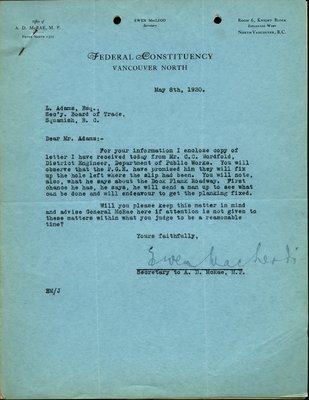 Office of
A. D. McRAE, M. P.
EWEN MacLEOD
Secretary
ROOM 6, KNIGHT BLOCK
LONSDALE WEST
NORTH VANCOUVER, B.C.
FEDERAL CONSTITUENCY
VANCOUVER NORTH
May 8th, 1930.
L. Adams, Esq.,
Sec'y. Board of Trade,
Squamish, B. C.
Dear Mr. Adams:-
For your information I enclose copy of
letter I have received today from Mr. C.C. Wordfold,
District Engineer, Department of Public Works. You will
observe that the P.G.E. have promised him they will fix
up the hole left where the slip had been. You will note,
also, what he says about the Dock Plank Roadway. First
chance he has, he says, he will send a man up to see what
can be done and will endeavour to get the planking fixed.
Will you please keep this matter in mind
and advise General McRae here if attention is not given to
these matters within what you judge to be a reasonable
time?
Yours faithfully,
Ewen MacLeod
Secretary to A. D. McRae, M.P.
EM/J